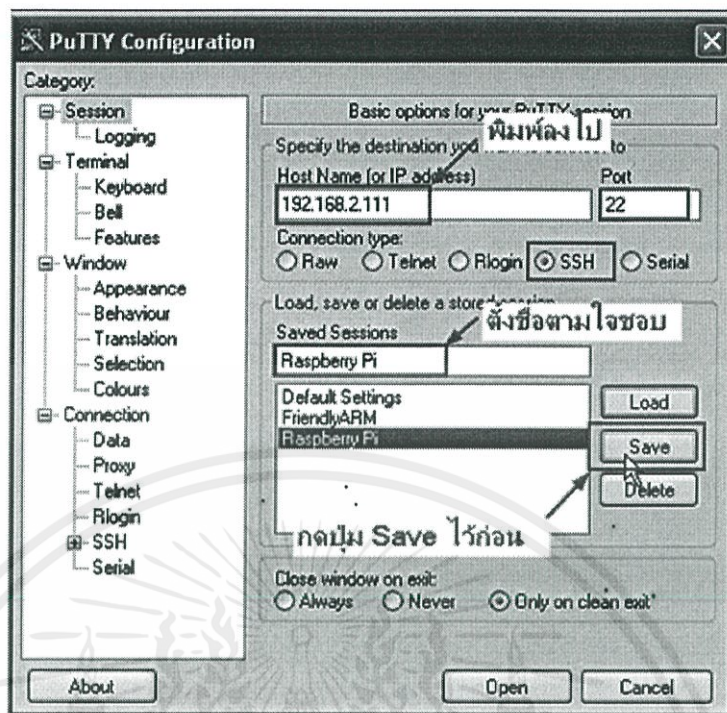 PuTTY Configuration
Category:
Session
Logging
Terminal
Keyboard
Bell
Features
Window
Appearance
Behaviour
Translation
Selection
Colours
Connection
Data
Proxy
Telnet
Rlogin
SSH
Serial
Basic options for your PuTTY session
พิมพ์ลงไป
Specify the destination you to
Host Name (or IP address) Port
192.168.2.111 22
Connection type:
Raw Telnet Rlogin SSH Serial
Load, save or delete a stored session
ตั้งชื่อตามใจชอบ
Saved Sessions
Raspberry Pi
Default Settings
FriendlyARM
Raspberry Pi
Load
Save
Delete
กดปุ่ม Save ไว้ก่อน
Close window on exit:
Always Never Only on clean exit
About Open Cancel